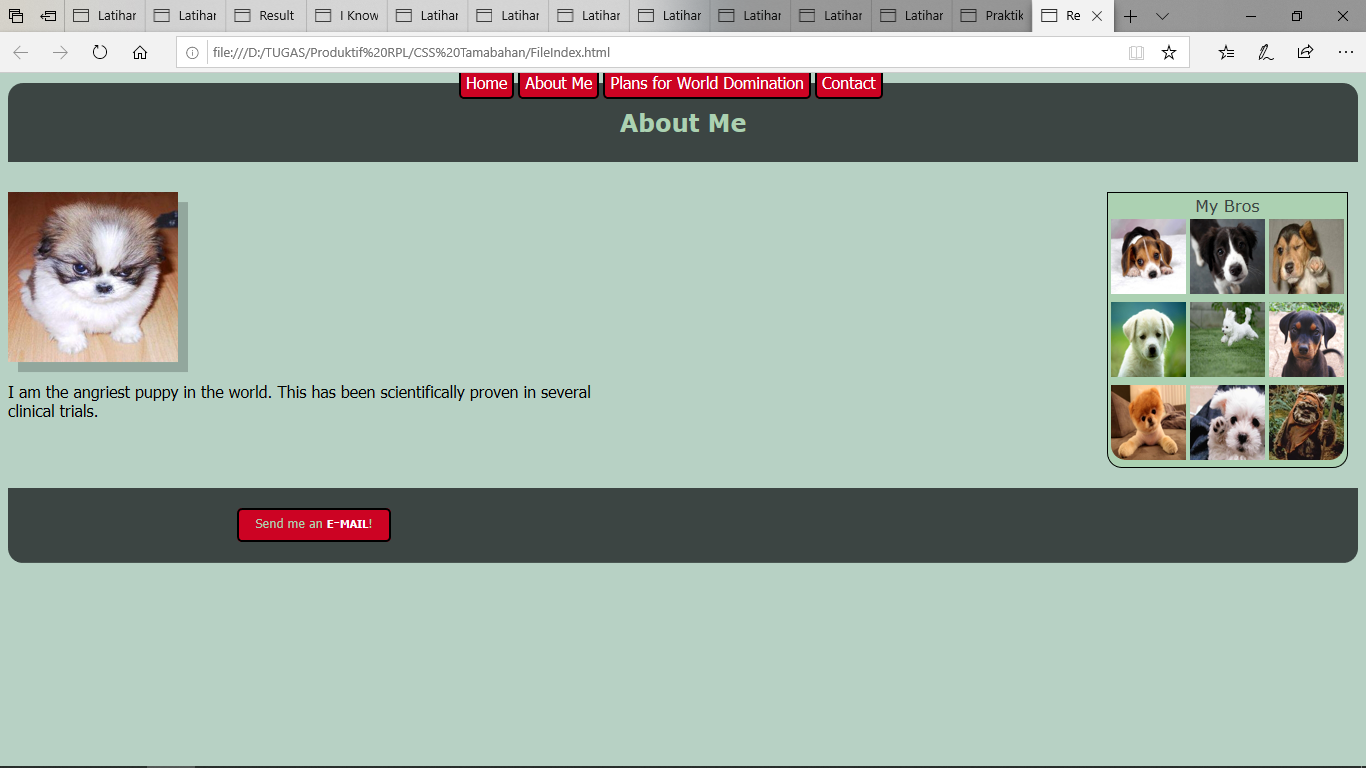 Latihar Latihar Result I Know Latihar Latihar Latihar Latihar Latihar Latihar Latihar Praktik Re
file:///D:/TUGAS/Produktif%20RPL/CSS%20Tamabahan/FileIndex.html
Home About Me Plans for World Domination Contact
About Me
My Bros
I am the angriest puppy in the world. This has been scientifically proven in several
clinical trials.
Send me an E-MAIL!